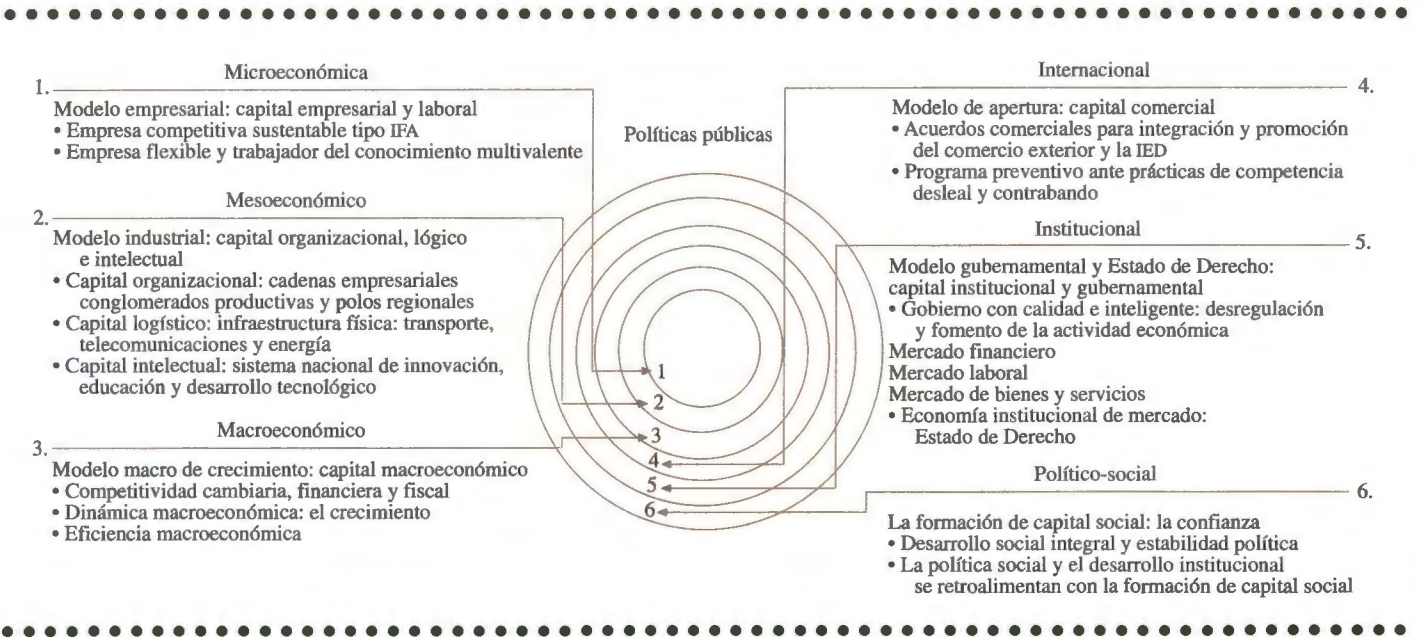 Microeconómica
1.
Modelo empresarial: capital empresarial y laboral
• Empresa competitiva sustentable tipo IFA
• Empresa flexible y trabajador del conocimiento multivalente
Mesoeconómico
2.
Modelo industrial: capital organizacional, lógico
e intelectual
• Capital organizacional: cadenas empresariales
conglomerados productivas y polos regionales
• Capital logístico: infraestructura física: transporte,
telecomunicaciones y energía
• Capital intelectual: sistema nacional de innovación,
educación y desarrollo tecnológico
Macroeconómico
3.
Modelo macro de crecimiento: capital macroeconómico
• Competitividad cambiaria, financiera y fiscal
• Dinámica macroeconómica: el crecimiento
• Eficiencia macroeconómica
Políticas públicas
1
2
3
4
5
6
Internacional
4.
Modelo de apertura: capital comercial
• Acuerdos comerciales para integración y promoción
del comercio exterior y la IED
• Programa preventivo ante prácticas de competencia
desleal y contrabando
Institucional
5.
Modelo gubernamental y Estado de Derecho:
capital institucional y gubernamental
• Gobierno con calidad e inteligente: desregulación
y fomento de la actividad económica
Mercado financiero
Mercado laboral
Mercado de bienes y servicios
• Economía institucional de mercado:
Estado de Derecho
Político-social
6.
La formación de capital social: la confianza
• Desarrollo social integral y estabilidad política
• La política social y el desarrollo institucional
se retroalimentan con la formación de capital social